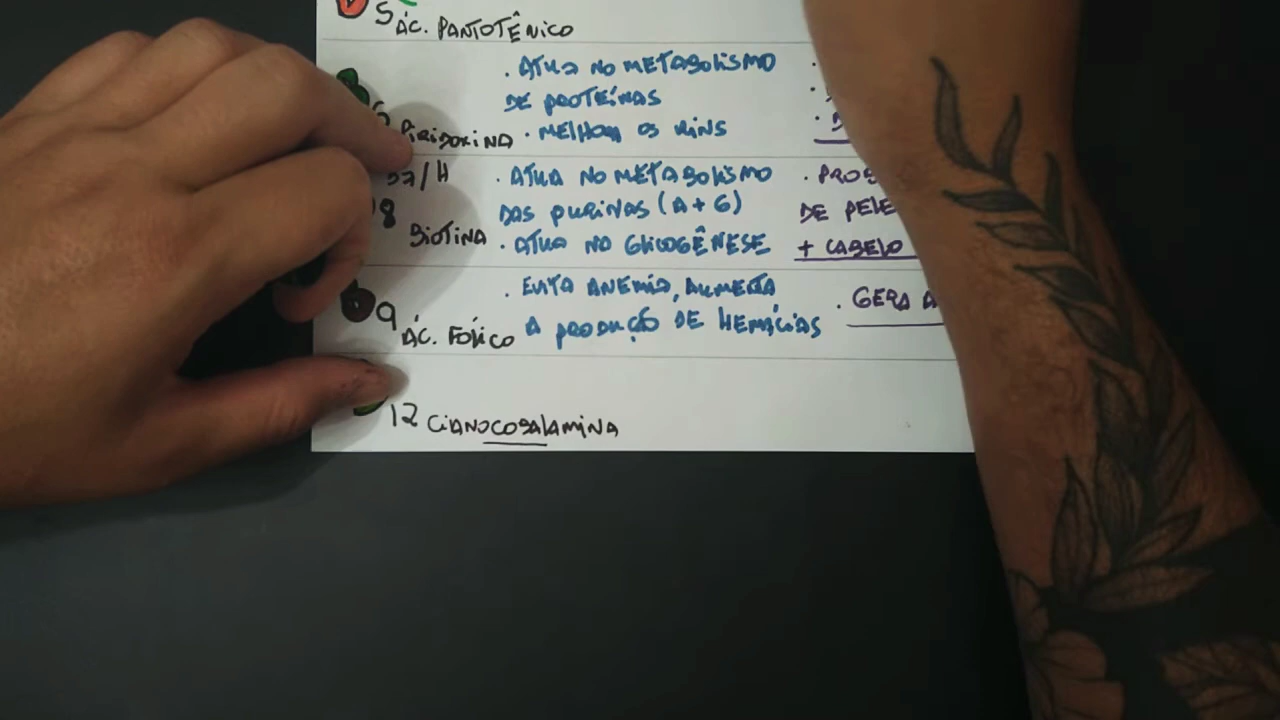 5 ÁC. PANTOTÊNICO
. ATUA NO METABOLISMO
DE PROTEÍNAS
6 PIRIDOXINA . MELHORA OS RINS
B7/H . ATUA NO METABOLISMO
DAS PURINAS (A + G)
DE PELE
8 BIOTINA . ATUA NO GLICOGÊNESE
+ CABELO
. EVITA ANEMIA, AUMENTA
A PRODUÇÃO DE HEMÁCIAS
. GERA
9 ÁC. FÓLICO
12 CIANOCOBALAMINA